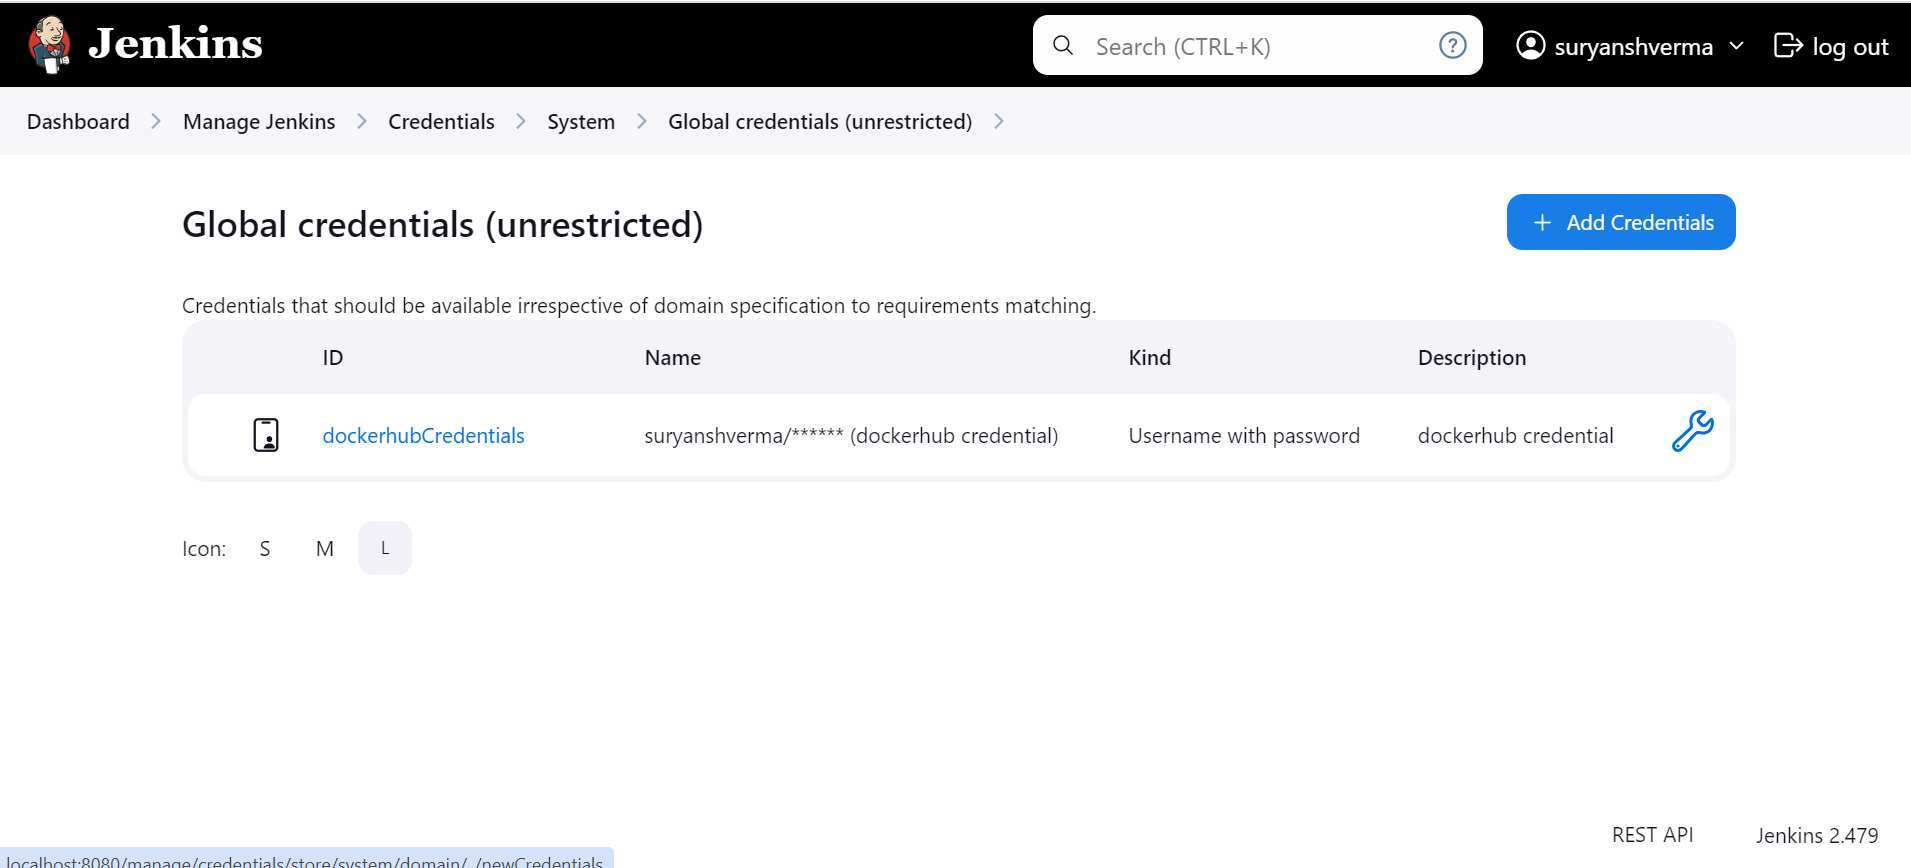 Jenkins
Search (CTRL+K)
suryanshverma
log out
Dashboard
Manage Jenkins
Credentials
System
Global credentials (unrestricted)
Global credentials (unrestricted)
Add Credentials
Credentials that should be available irrespective of domain specification to requirements matching.
ID Name Kind Description
dockerhubCredentials suryanshverma/****** (dockerhub credential) Username with password dockerhub credential
Icon: S M L
REST API Jenkins 2.479
localhost:8080/manage/credentials/store/system/domain/_/newCredentials